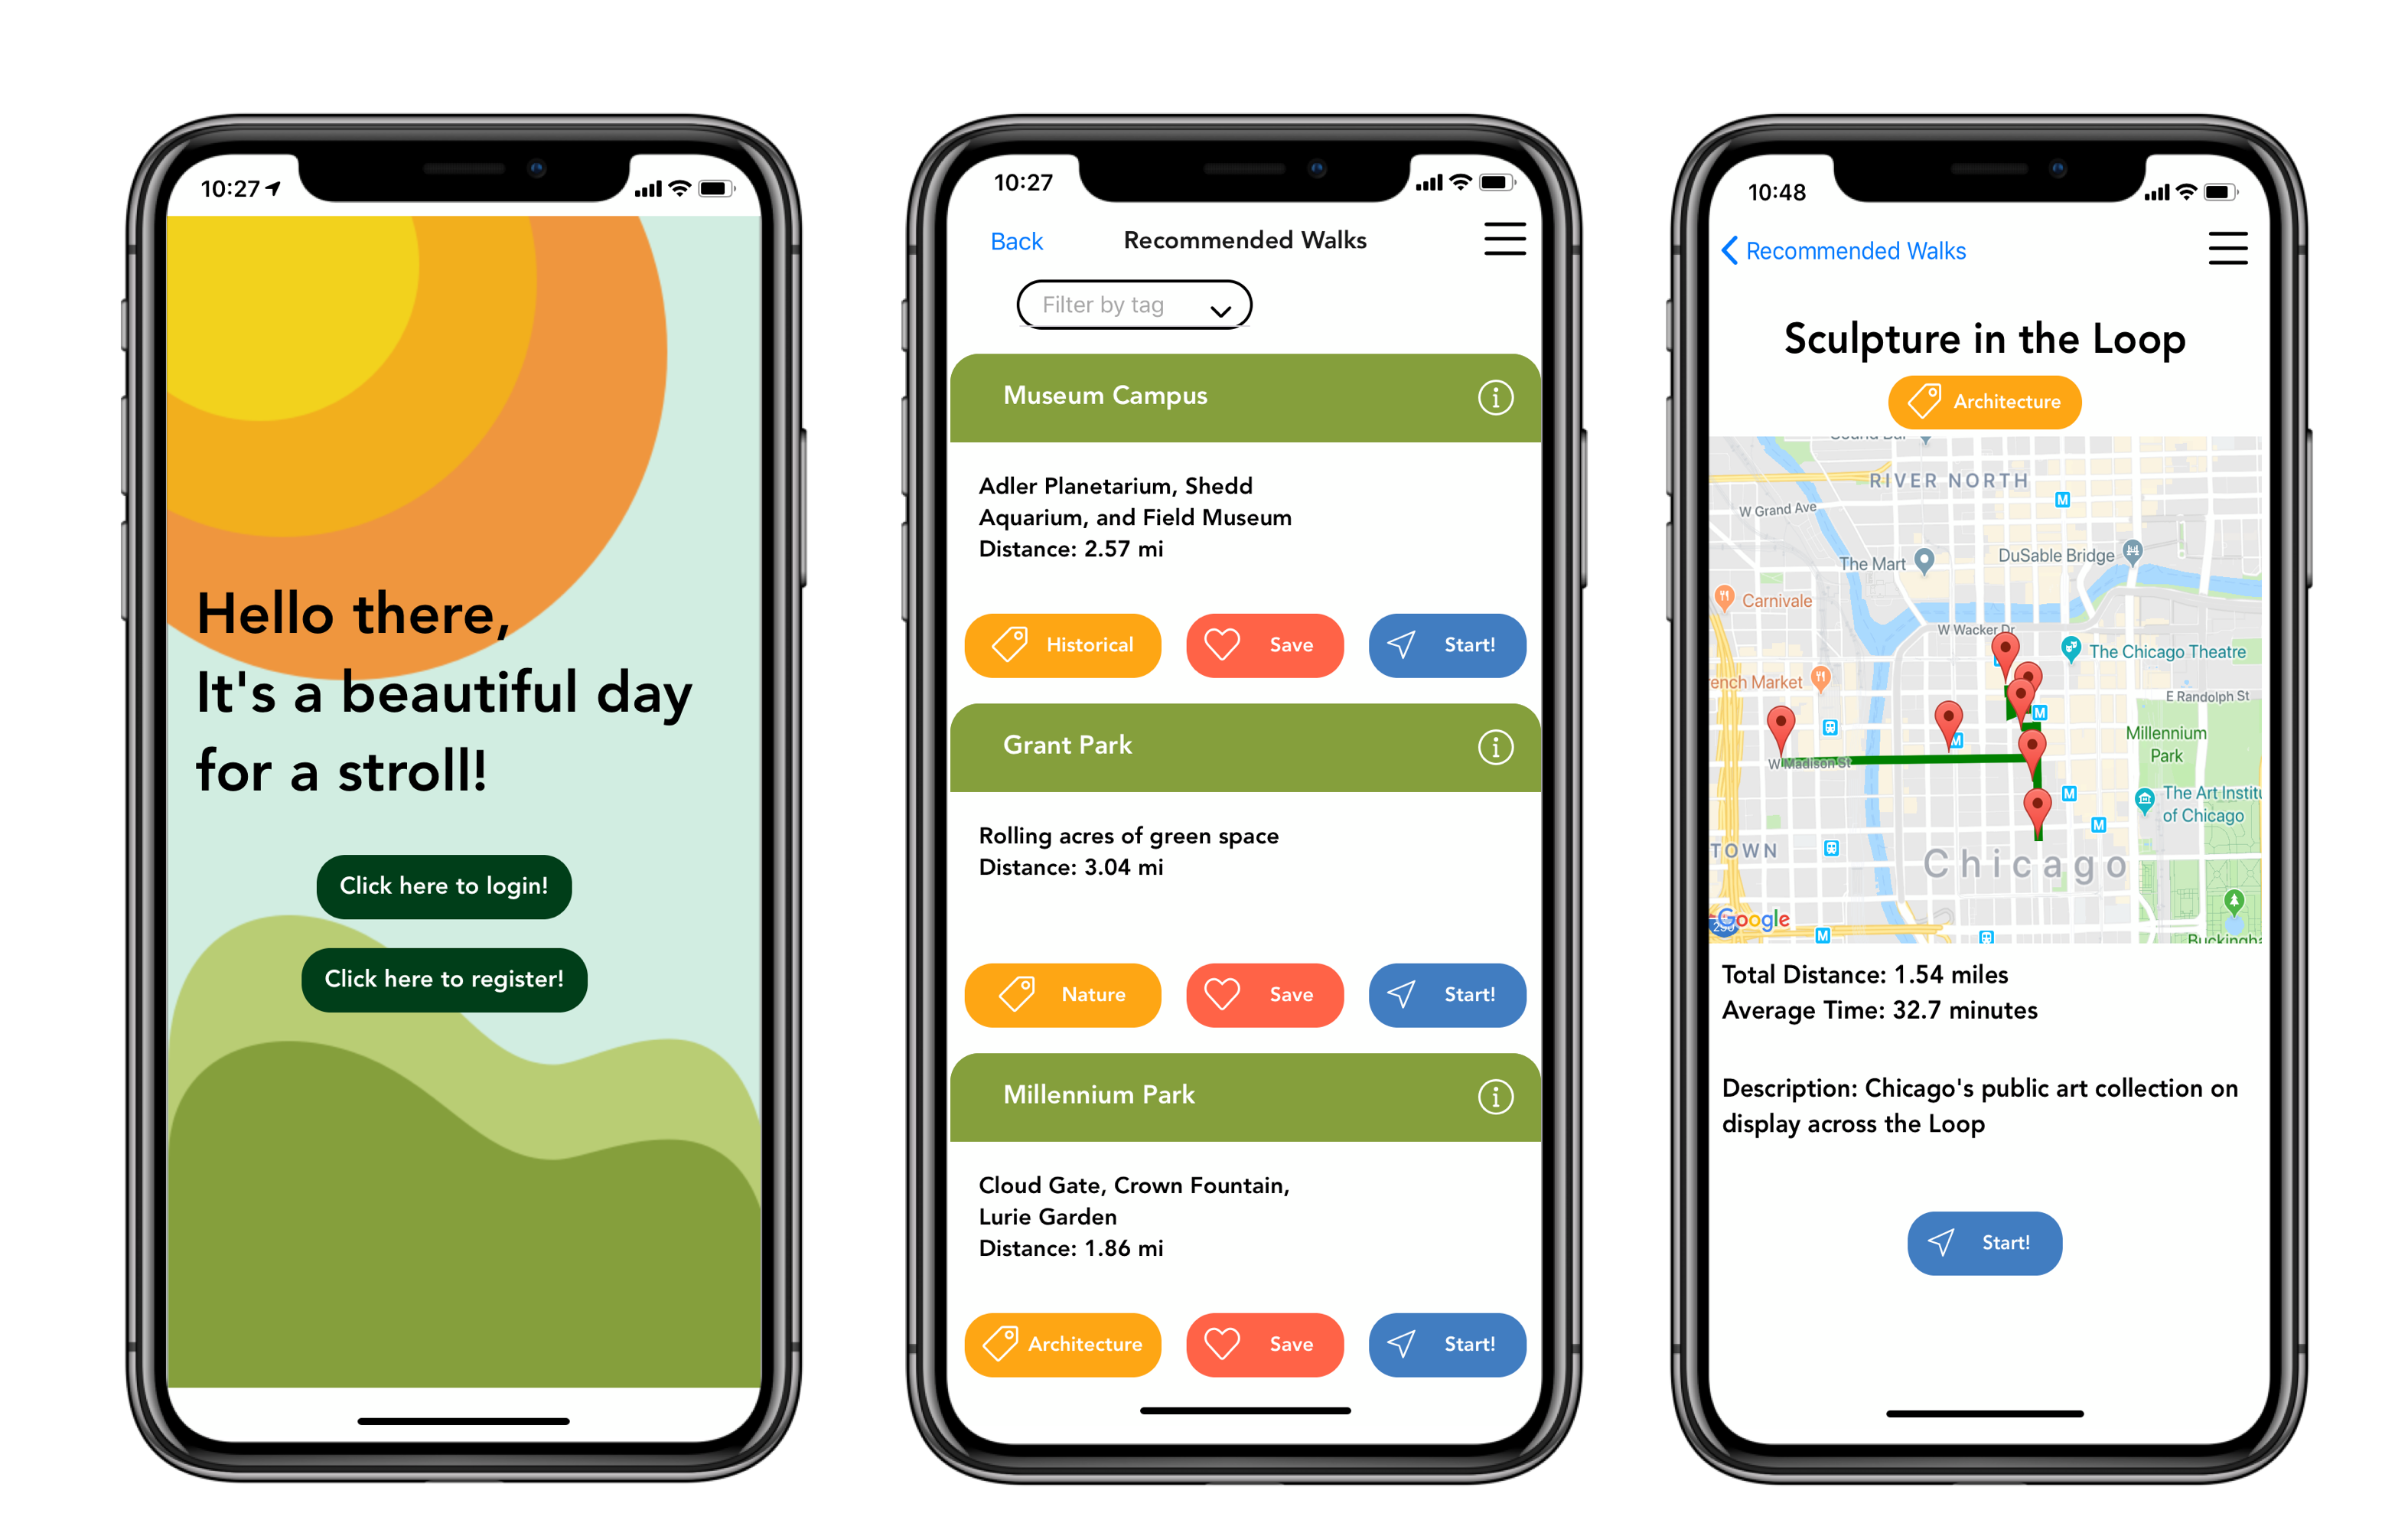 10:27
Hello there,
It's a beautiful day
for a stroll!
Click here to login!
Click here to register!
10:27
Back
Recommended Walks
Filter by tag
Museum Campus
Adler Planetarium, Shedd
Aquarium, and Field Museum
Distance: 2.57 mi
Historical
Save
Start!
Grant Park
Rolling acres of green space
Distance: 3.04 mi
Nature
Save
Start!
Millennium Park
Cloud Gate, Crown Fountain,
Lurie Garden
Distance: 1.86 mi
Architecture
Save
Start!
10:48
Recommended Walks
Sculpture in the Loop
Architecture
RIVER NORTH
M
W Grand Ave
The Mart
DuSable Bridge
Carnivale
W Wacker Dr
The Chicago Theatre
rench Market
E Randolph St
M
M
Millennium
Park
W Madison St
M
The Art Institu
of Chicago
M
TOWN
Chicago
Google
M
Buckingha
Total Distance: 1.54 miles
Average Time: 32.7 minutes
Description: Chicago's public art collection on
display across the Loop
Start!